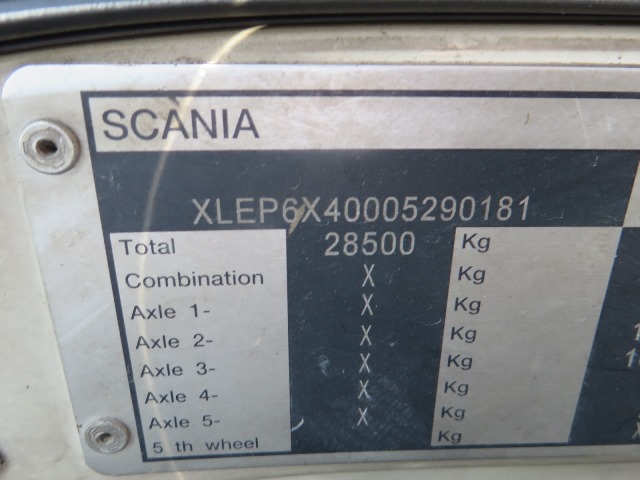 SCANIA
XLEP6X40005290181
Total 28500 Kg
Combination X Kg
Axle 1- X Kg
Axle 2- X Kg
Axle 3- X Kg
Axle 4- X Kg
Axle 5- X Kg
5 th wheel Kg